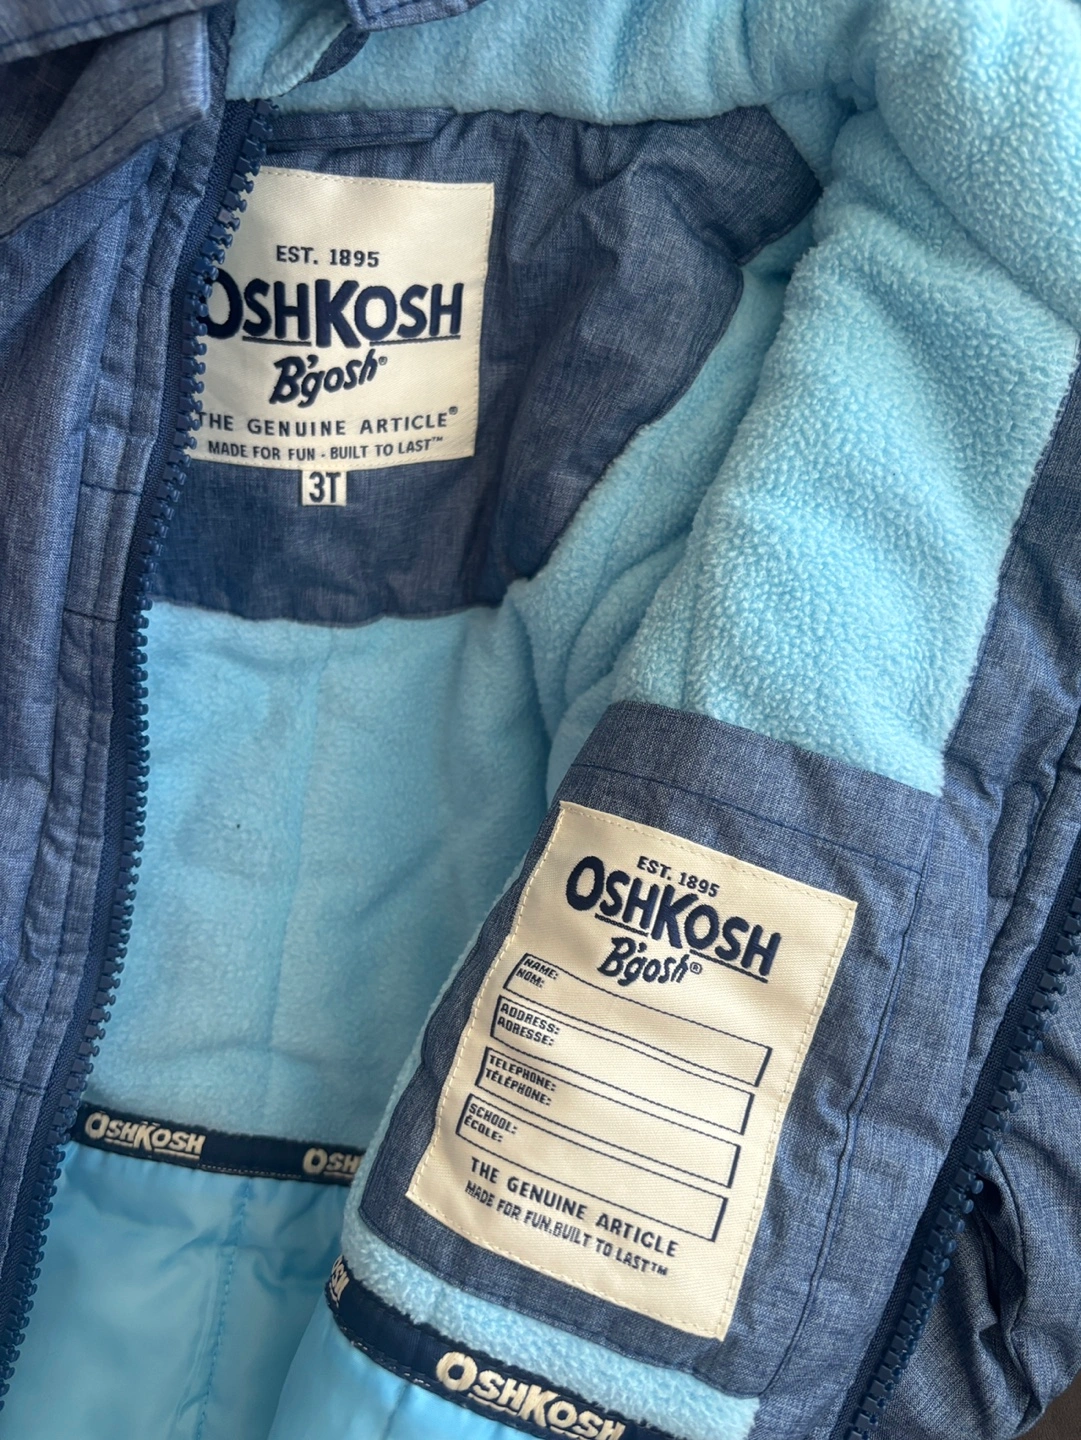 EST. 1895
OSHKOSH
B'gosh®
THE GENUINE ARTICLE®
MADE FOR FUN - BUILT TO LAST™
3T
EST. 1895
OSHKOSH
B'gosh®
NAME:
NOM:
ADDRESS:
ADRESSE:
TELEPHONE:
TÉLÉPHONE:
SCHOOL:
ÉCOLE:
THE GENUINE ARTICLE
MADE FOR FUN.BUILT TO LAST™
OSHKOSH
OSH
OSHKOSH